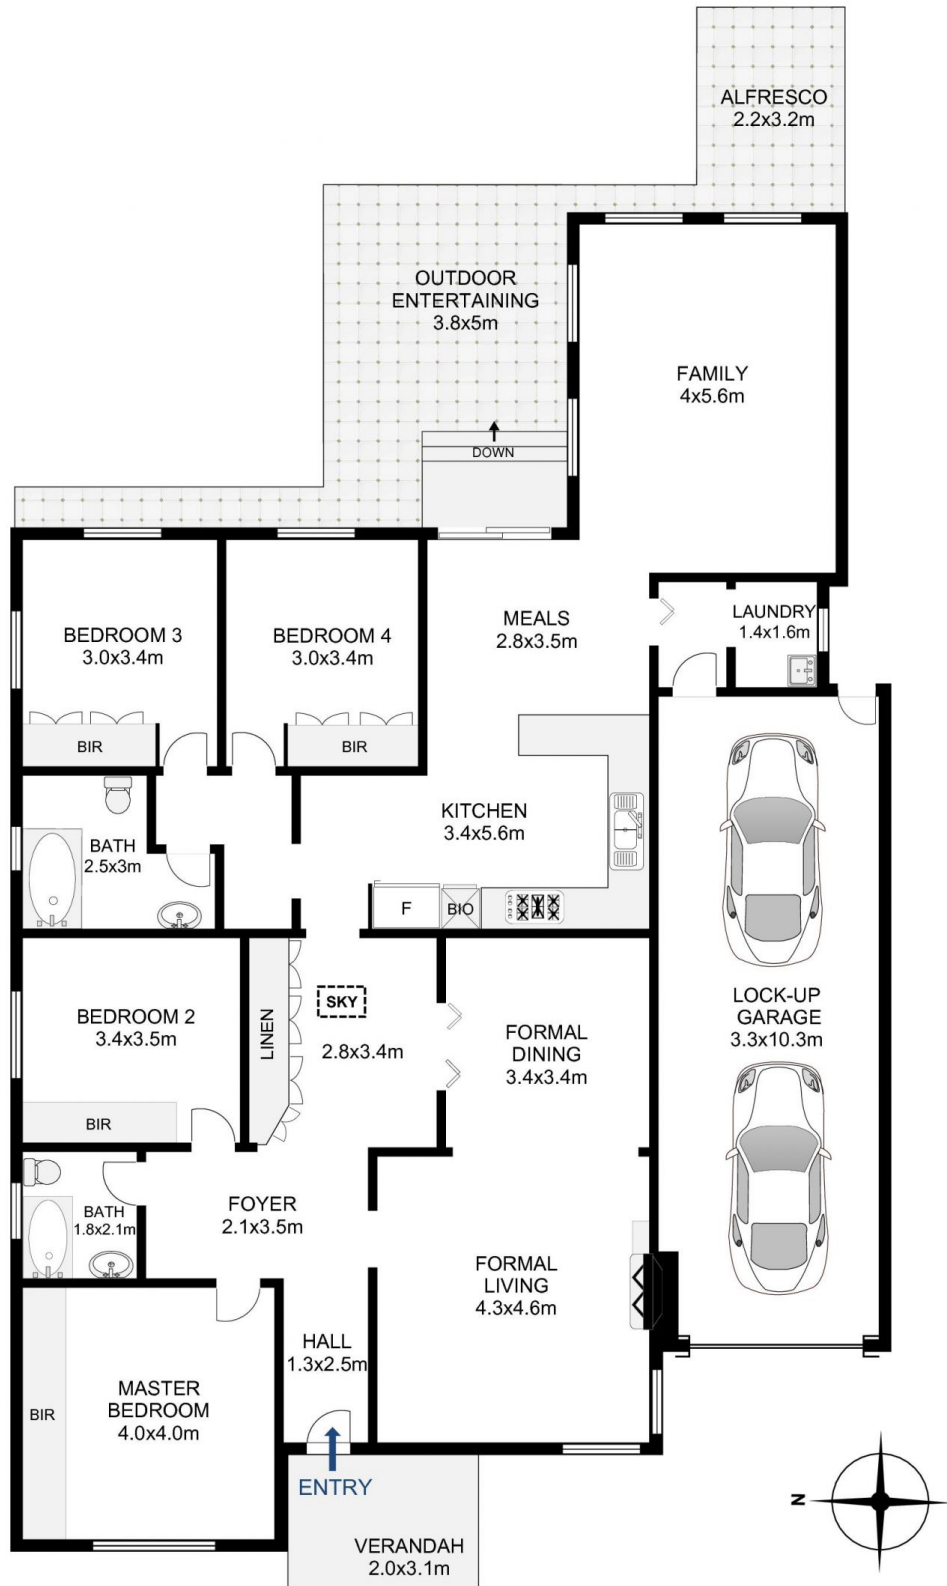 ALFRESCO
2.2x3.2m
OUTDOOR
ENTERTAINING
3.8x5m
FAMILY
4x5.6m
DOWN
BEDROOM 3
3.0x3.4m
BEDROOM 4
3.0x3.4m
MEALS
2.8x3.5m
LAUNDRY
1.4x1.6m
BIR
BIR
BATH
2.5x3m
KITCHEN
3.4x5.6m
F
BIO
BEDROOM 2
3.4x3.5m
BIR
LINEN
SKY
2.8x3.4m
FORMAL
DINING
3.4x3.4m
LOCK-UP
GARAGE
3.3x10.3m
BATH
1.8x2.1m
FOYER
2.1x3.5m
FORMAL
LIVING
4.3x4.6m
HALL
1.3x2.5m
MASTER
BEDROOM
4.0x4.0m
BIR
ENTRY
VERANDAH
2.0x3.1m
N